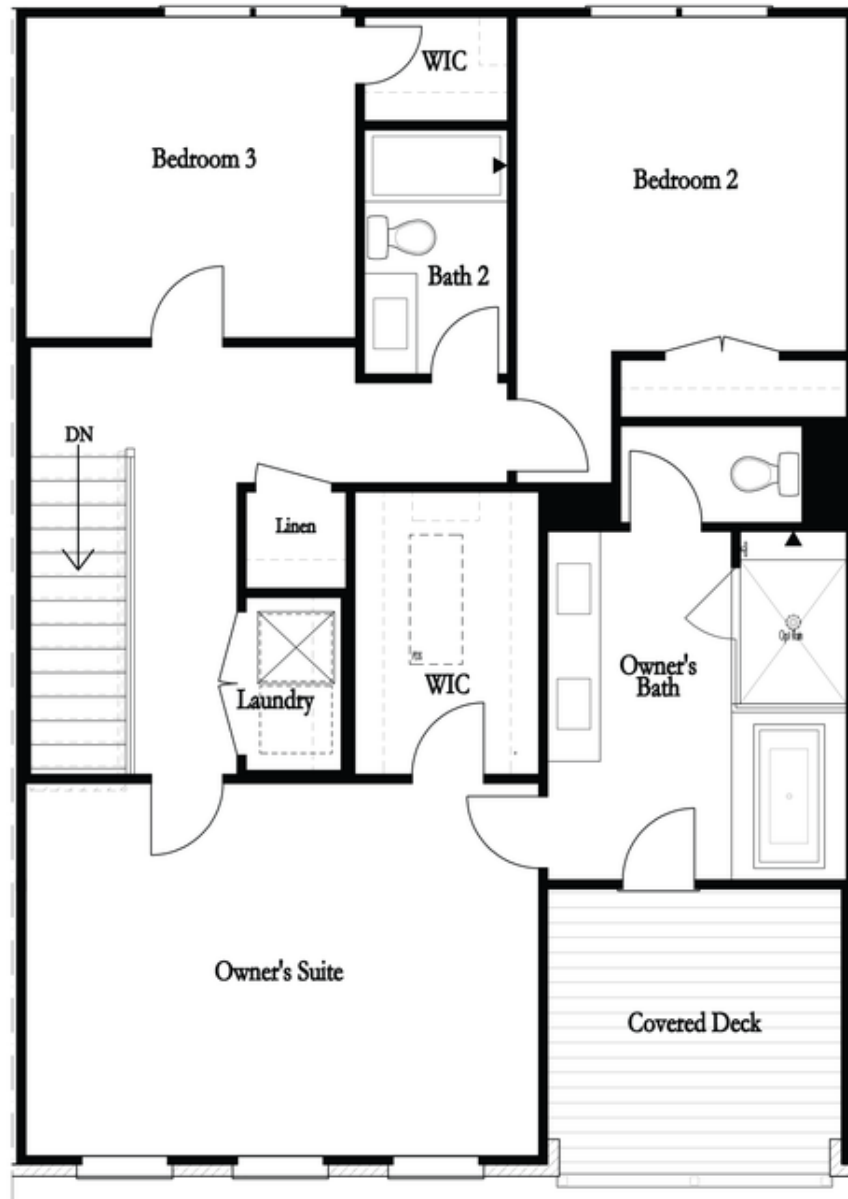 WIC
Bedroom 3
Bedroom 2
Bath 2
DN
Linen
Owner's
Bath
WIC
Laundry
Owner's Suite
Covered Deck